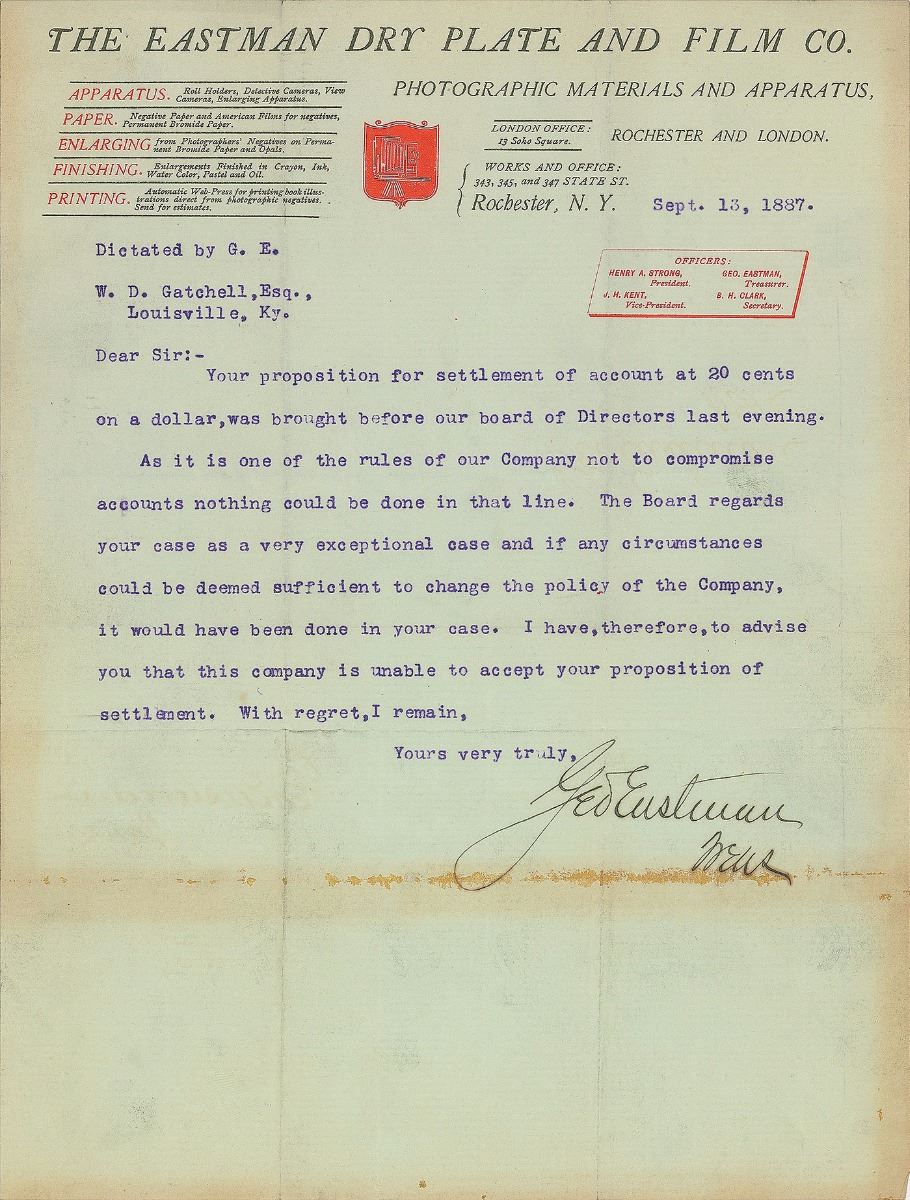 THE EASTMAN DRY PLATE AND FILM CO.
PHOTOGRAPHIC MATERIALS AND APPARATUS,
APPARATUS. Roll Holders, Detective Cameras, View
Cameras, Enlarging Apparatus.
PAPER. Negative Paper and American Films for negatives,
Permanent Bromide Paper.
ENLARGING from Photographers' Negatives on Perma-
nent Bromide Paper and Opals.
FINISHING. Enlargements Finished in Crayon, Ink,
Water Color, Pastel and Oil.
PRINTING. Automatic Web-Press for printing book illus-
trations direct from photographic negatives.
Send for estimates.
LONDON OFFICE:
13 Soho Square.
ROCHESTER AND LONDON.
WORKS AND OFFICE:
343, 345, and 347 STATE ST.
Rochester, N. Y. Sept. 13, 1887.
OFFICERS:
HENRY A. STRONG, GEO. EASTMAN,
President. Treasurer.
J. H. KENT, B. H. CLARK,
Vice-President. Secretary.
Dictated by G. E.
W. D. Gatchell,Esq.,
Louisville, Ky.
Dear Sir:-
Your proposition for settlement of account at 20 cents
on a dollar,was brought before our board of Directors last evening.
As it is one of the rules of our Company not to compromise
accounts nothing could be done in that line. The Board regards
your case as a very exceptional case and if any circumstances
could be deemed sufficient to change the policy of the Company,
it would have been done in your case. I have,therefore,to advise
you that this company is unable to accept your proposition of
settlement. With regret,I remain,
Yours very truly,
Geo Eastman